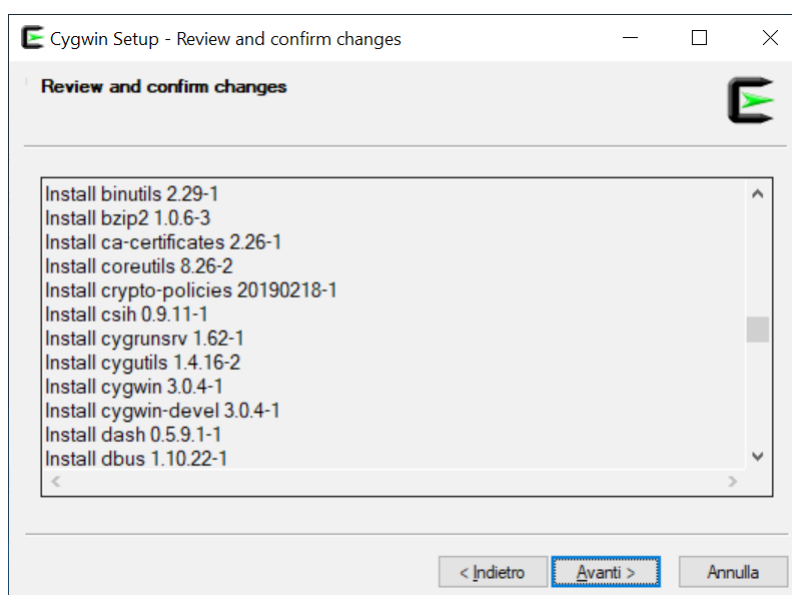 Cygwin Setup - Review and confirm changes
Review and confirm changes
Install binutils 2.29-1
Install bzip2 1.0.6-3
Install ca-certificates 2.26-1
Install coreutils 8.26-2
Install crypto-policies 20190218-1
Install csih 0.9.11-1
Install cygrunsrv 1.62-1
Install cygutils 1.4.16-2
Install cygwin 3.0.4-1
Install cygwin-devel 3.0.4-1
Install dash 0.5.9.1-1
Install dbus 1.10.22-1
< Indietro Avanti > Annulla